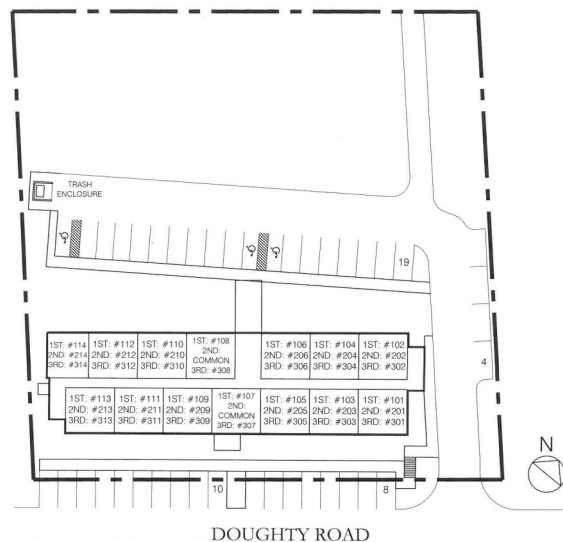 TRASH
ENCLOSURE
19
4
1ST: #114
2ND: #214
3RD: #314
1ST: #112
2ND: #212
3RD: #312
1ST: #110
2ND: #210
3RD: #310
1ST: #108
2ND:
COMMON
3RD: #308
1ST: #106
2ND: #206
3RD: #306
1ST: #104
2ND: #204
3RD: #304
1ST: #102
2ND: #202
3RD: #302
1ST: #113
2ND: #213
3RD: #313
1ST: #111
2ND: #211
3RD: #311
1ST: #109
2ND: #209
3RD: #309
1ST: #107
2ND:
COMMON
3RD: #307
1ST: #105
2ND: #205
3RD: #305
1ST: #103
2ND: #203
3RD: #303
1ST: #101
2ND: #201
3RD: #301
N
10
8
DOUGHTY ROAD